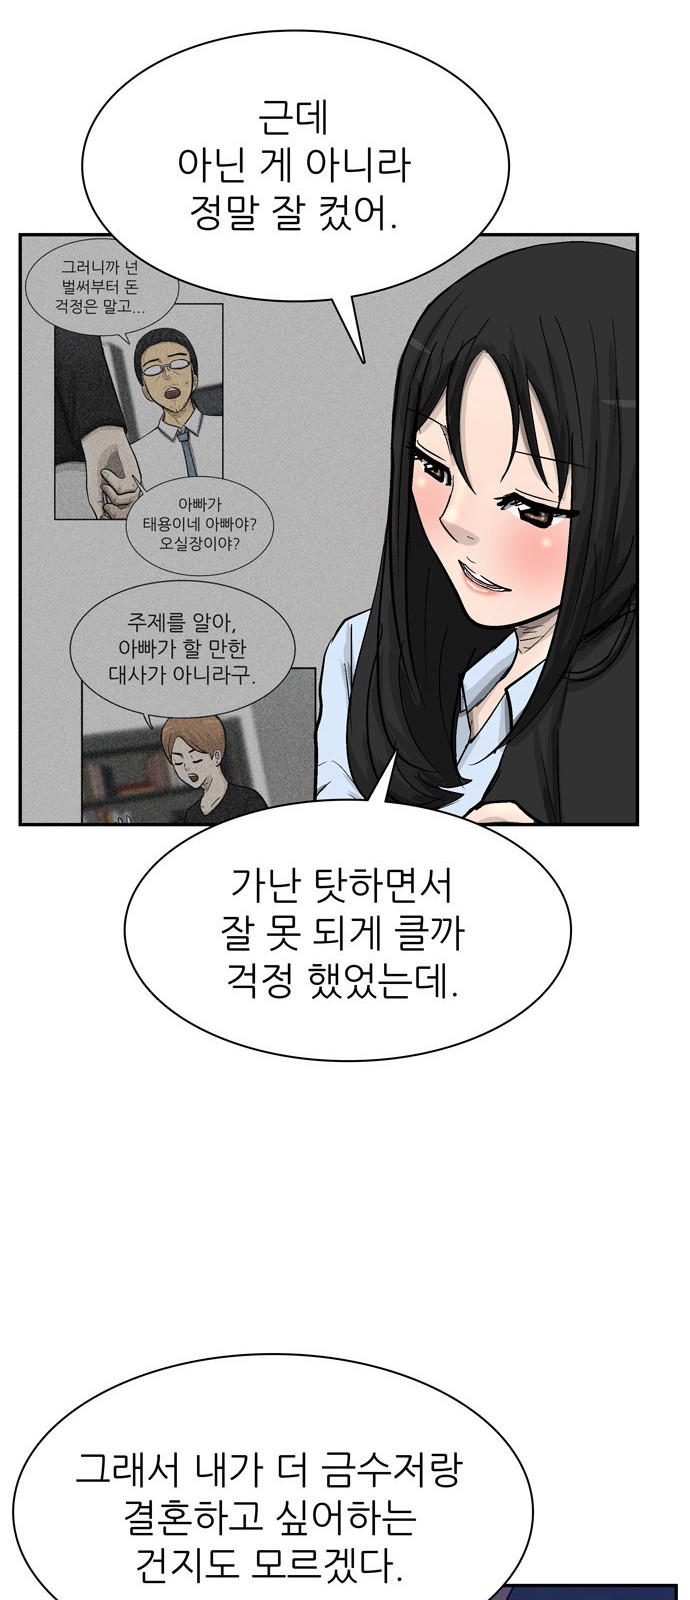 근데
아닌 게 아니라
정말 잘 컸어.
그러니까 넌
벌써부터 돈
걱정은 말고...
아빠가
태용이네 아빠야?
오실장이야?
주제를 알아,
아빠가 할 만한
대사가 아니라구.
가난 탓하면서
잘 못 되게 클까
걱정 했었는데.
그래서 내가 더 금수저랑
결혼하고 싶어하는
건지도 모르겠다.